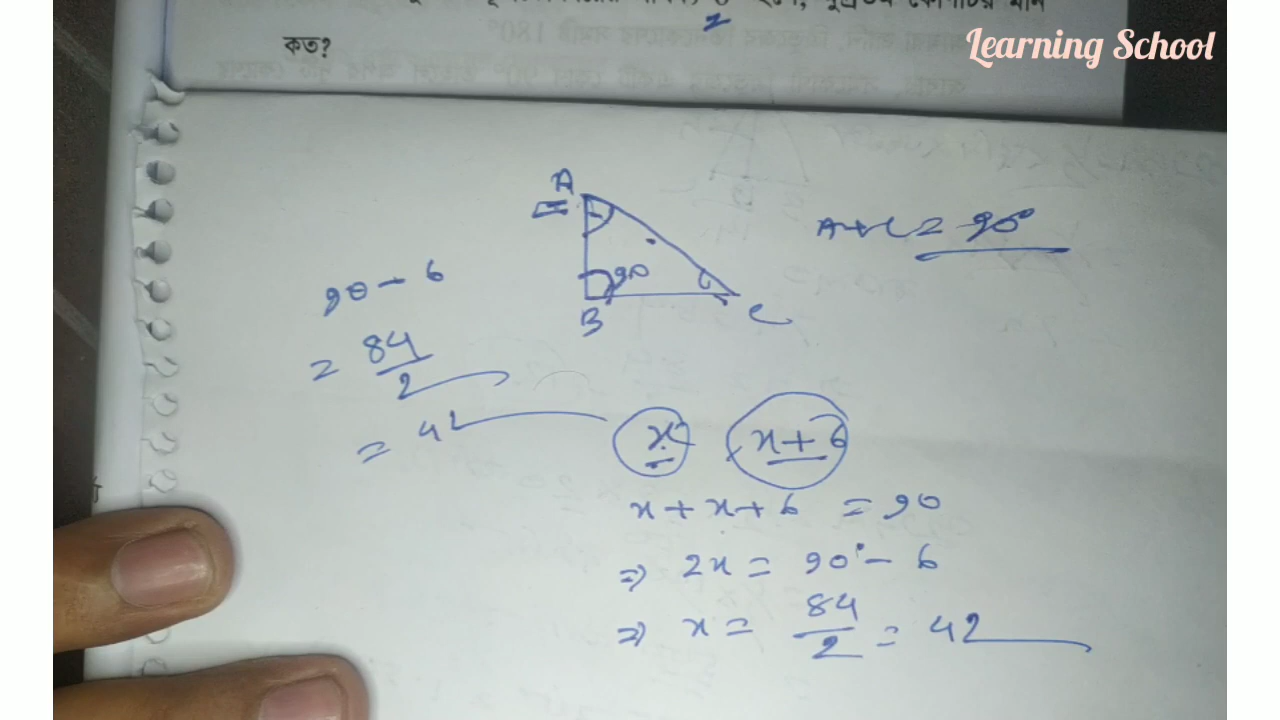 কোণটির মান
কত?
Learning School
A
A+C = 90°
90
B
C
90 - 6
= 84/2
= 42
x
x+6
x + x + 6 = 90
⇒ 2x = 90° - 6
⇒ x = 84/2 = 42